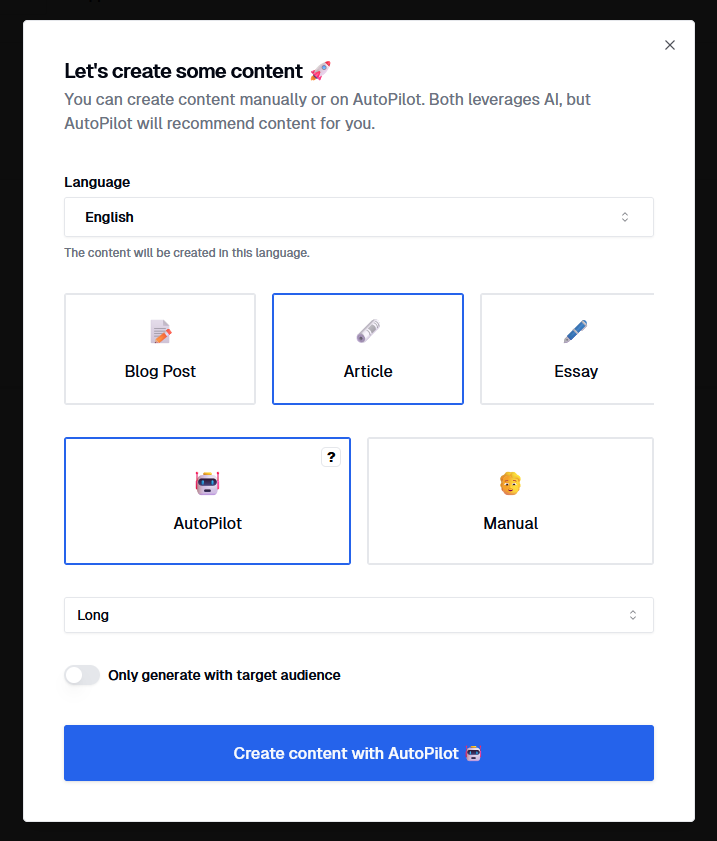 Let's create some content 🚀
You can create content manually or on AutoPilot. Both leverages AI, but
AutoPilot will recommend content for you.
Language
English
The content will be created in this language.
Blog Post
Article
Essay
?
AutoPilot
Manual
Long
Only generate with target audience
Create content with AutoPilot 🤖